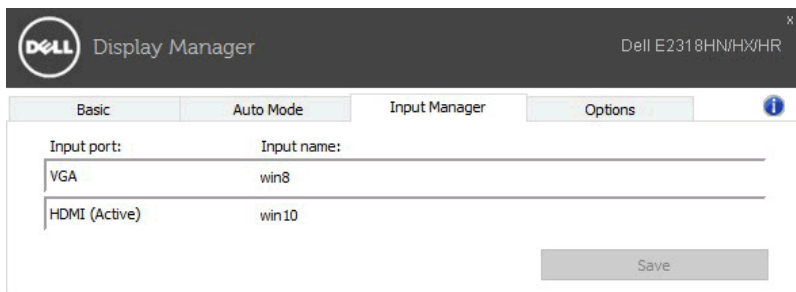 DELL Display Manager Dell E2318HN/HX/HR x
Basic Auto Mode Input Manager Options i
Input port: Input name:
VGA win8
HDMI (Active) win10
Save